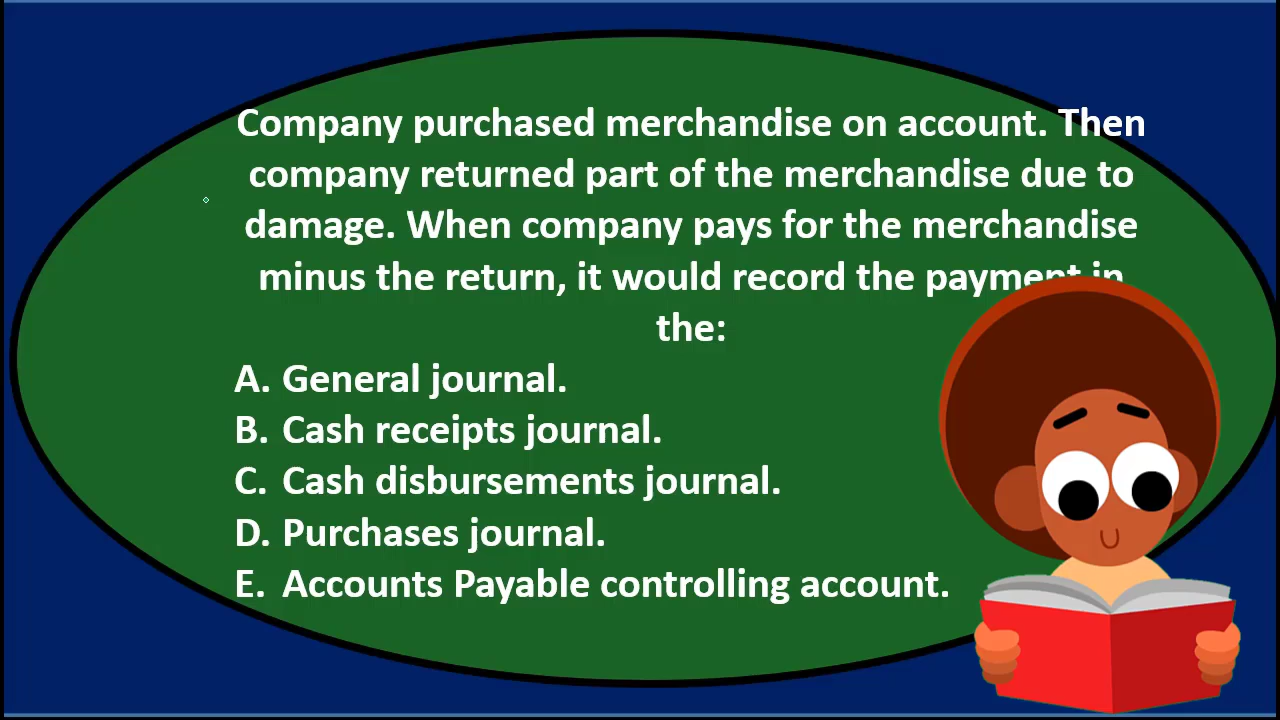 Company purchased merchandise on account. Then
company returned part of the merchandise due to
damage. When company pays for the merchandise
minus the return, it would record the payment in
the:
A. General journal.
B. Cash receipts journal.
C. Cash disbursements journal.
D. Purchases journal.
E. Accounts Payable controlling account.